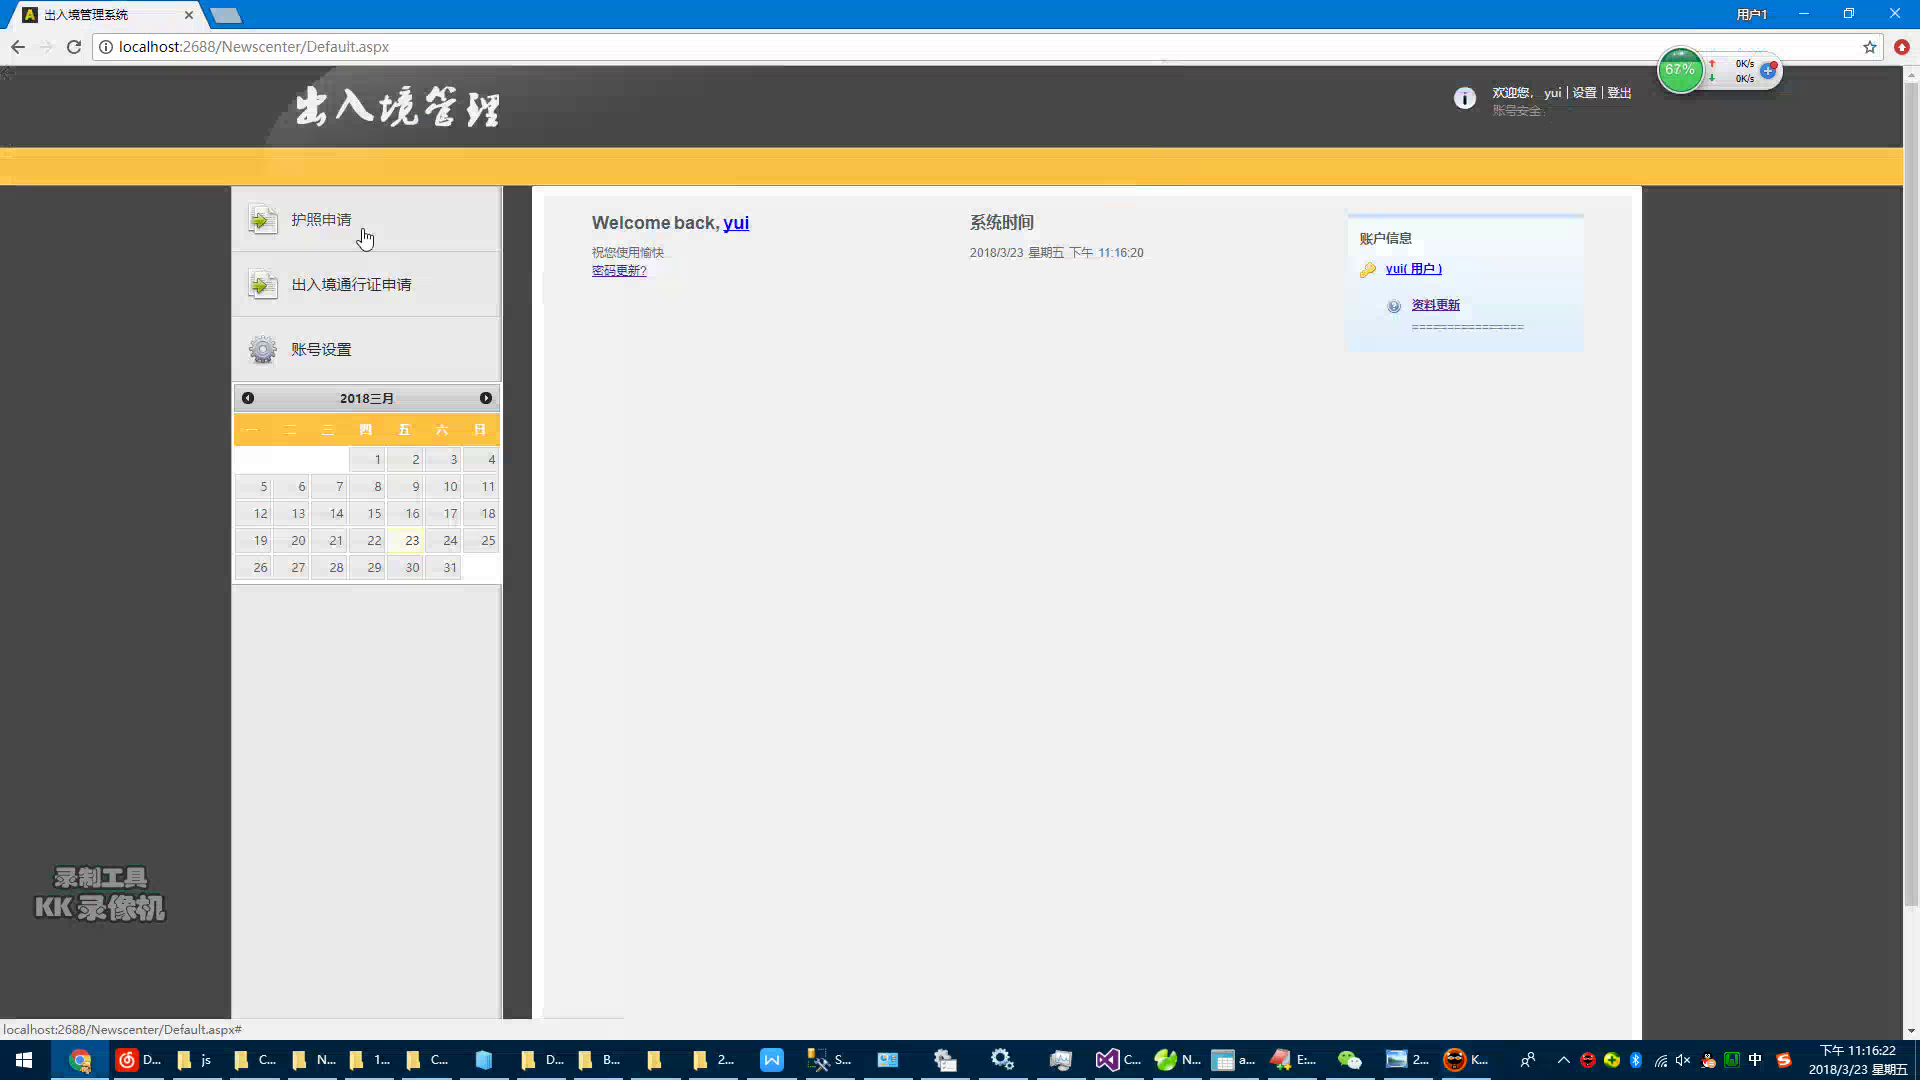 出入境管理系统
用户1
localhost:2688/Newscenter/Default.aspx
67%
0K/s
0K/s
出入境管理
欢迎您， yui | 设置 | 登出
账号安全:
护照申请
出入境通行证申请
账号设置
Welcome back, yui
祝您使用愉快
密码更新?
系统时间
2018/3/23 星期五 下午 11:16:20
账户信息
yui( 用户 )
资料更新
================
2018三月
一 二 三 四 五 六 日
1 2 3 4
5 6 7 8 9 10 11
12 13 14 15 16 17 18
19 20 21 22 23 24 25
26 27 28 29 30 31
录制工具
KK 录像机
localhost:2688/Newscenter/Default.aspx#
D... js C... N... 1... C... D... B... 2... S... C... N... a... E:... 2... K... 中
下午 11:16:22
2018/3/23 星期五